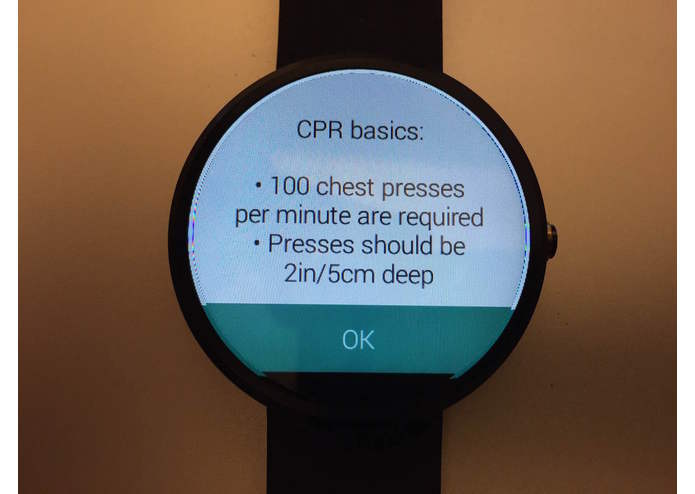 CPR basics:
• 100 chest presses
per minute are required
• Presses should be
2in/5cm deep
OK